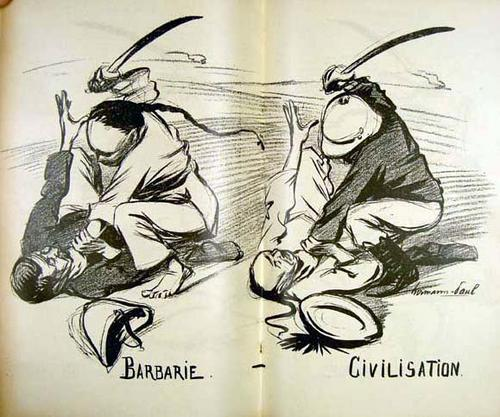 Hermann-Paul
BARBARIE.
CIVILISATION.